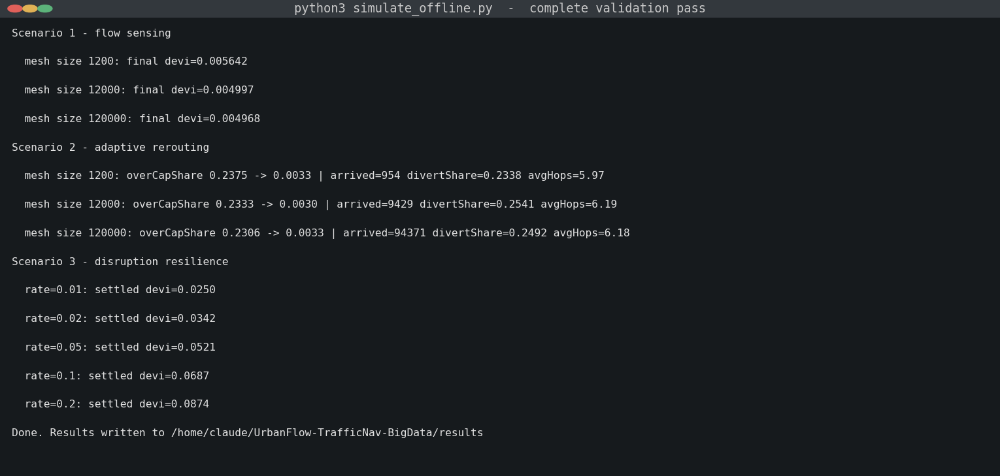 python3 simulate_offline.py  -  complete validation pass
Scenario 1 - flow sensing
mesh size 1200: final devi=0.005642
mesh size 12000: final devi=0.004997
mesh size 120000: final devi=0.004968
Scenario 2 - adaptive rerouting
mesh size 1200: overCapShare 0.2375 -> 0.0033 | arrived=954 divertShare=0.2338 avgHops=5.97
mesh size 12000: overCapShare 0.2333 -> 0.0030 | arrived=9429 divertShare=0.2541 avgHops=6.19
mesh size 120000: overCapShare 0.2306 -> 0.0033 | arrived=94371 divertShare=0.2492 avgHops=6.18
Scenario 3 - disruption resilience
rate=0.01: settled devi=0.0250
rate=0.02: settled devi=0.0342
rate=0.05: settled devi=0.0521
rate=0.1: settled devi=0.0687
rate=0.2: settled devi=0.0874
Done. Results written to /home/claude/UrbanFlow-TrafficNav-BigData/results